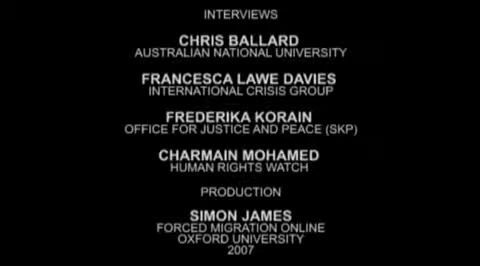 INTERVIEWS
CHRIS BALLARD
AUSTRALIAN NATIONAL UNIVERSITY
FRANCESCA LAWE DAVIES
INTERNATIONAL CRISIS GROUP
FREDERIKA KORAIN
OFFICE FOR JUSTICE AND PEACE (SKP)
CHARMAIN MOHAMED
HUMAN RIGHTS WATCH
PRODUCTION
SIMON JAMES
FORCED MIGRATION ONLINE
OXFORD UNIVERSITY
2007